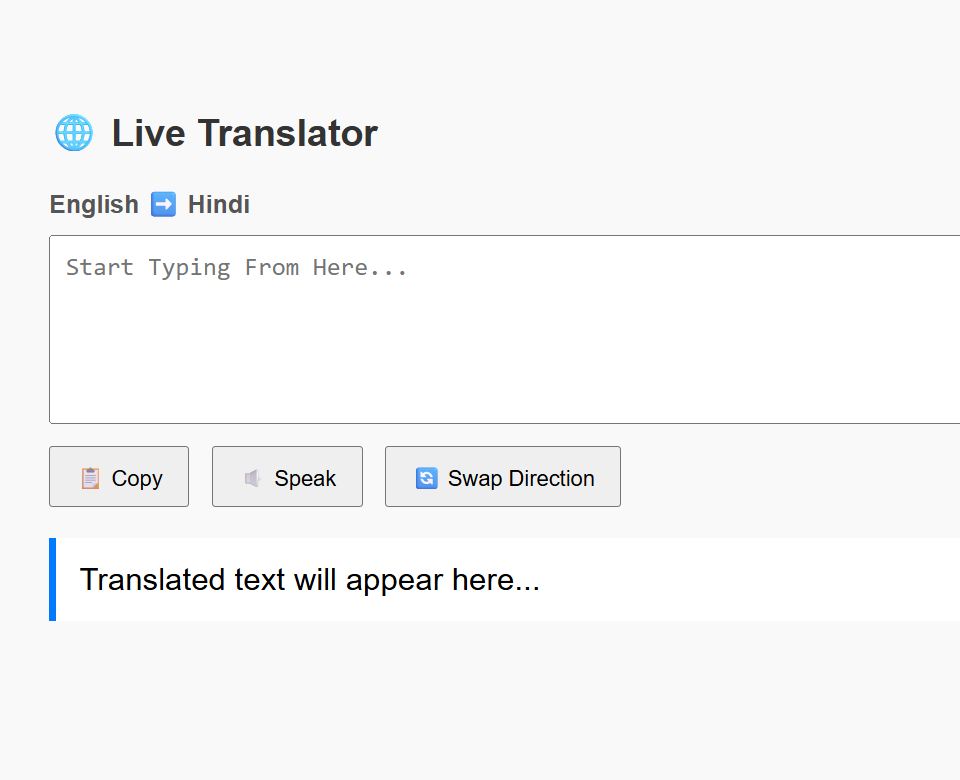 🌐 Live Translator
English ➡️ Hindi
Start Typing From Here...
📋 Copy 🔈 Speak 🔄 Swap Direction
Translated text will appear here...